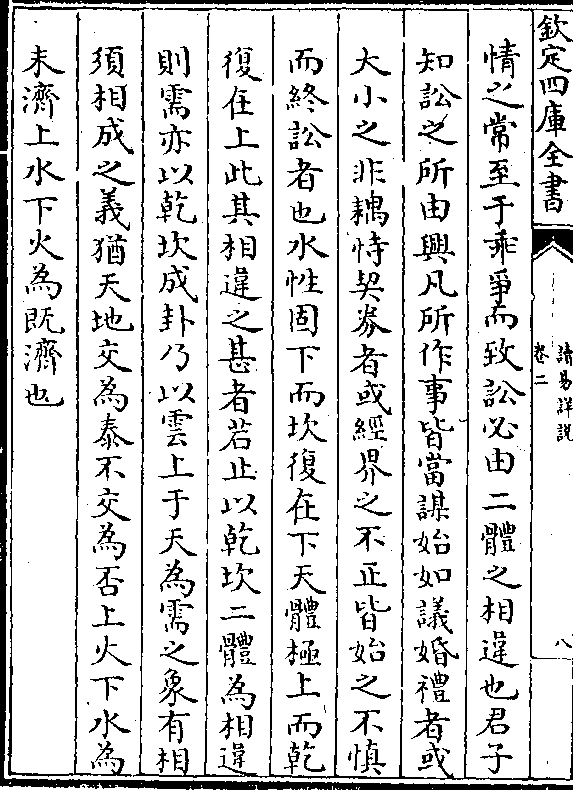 欽定四庫全書
讀易詳說
卷二
八
情之常至于乖爭而致訟必由二體之相違也君子
知訟之所由興凡所作事皆當謀始如議婚禮者或
大小之非耦恃契劵者或經界之不正皆始之不慎
而終訟者也水性固下而坎復在下天體極上而乾
復在上此其相違之甚者若止以乾坎二體為相違
則需亦以乾坎成卦乃以雲上于天為需之象有相
須相成之義猶天地交為泰不交為否上火下水為
未濟上水下火為既濟也